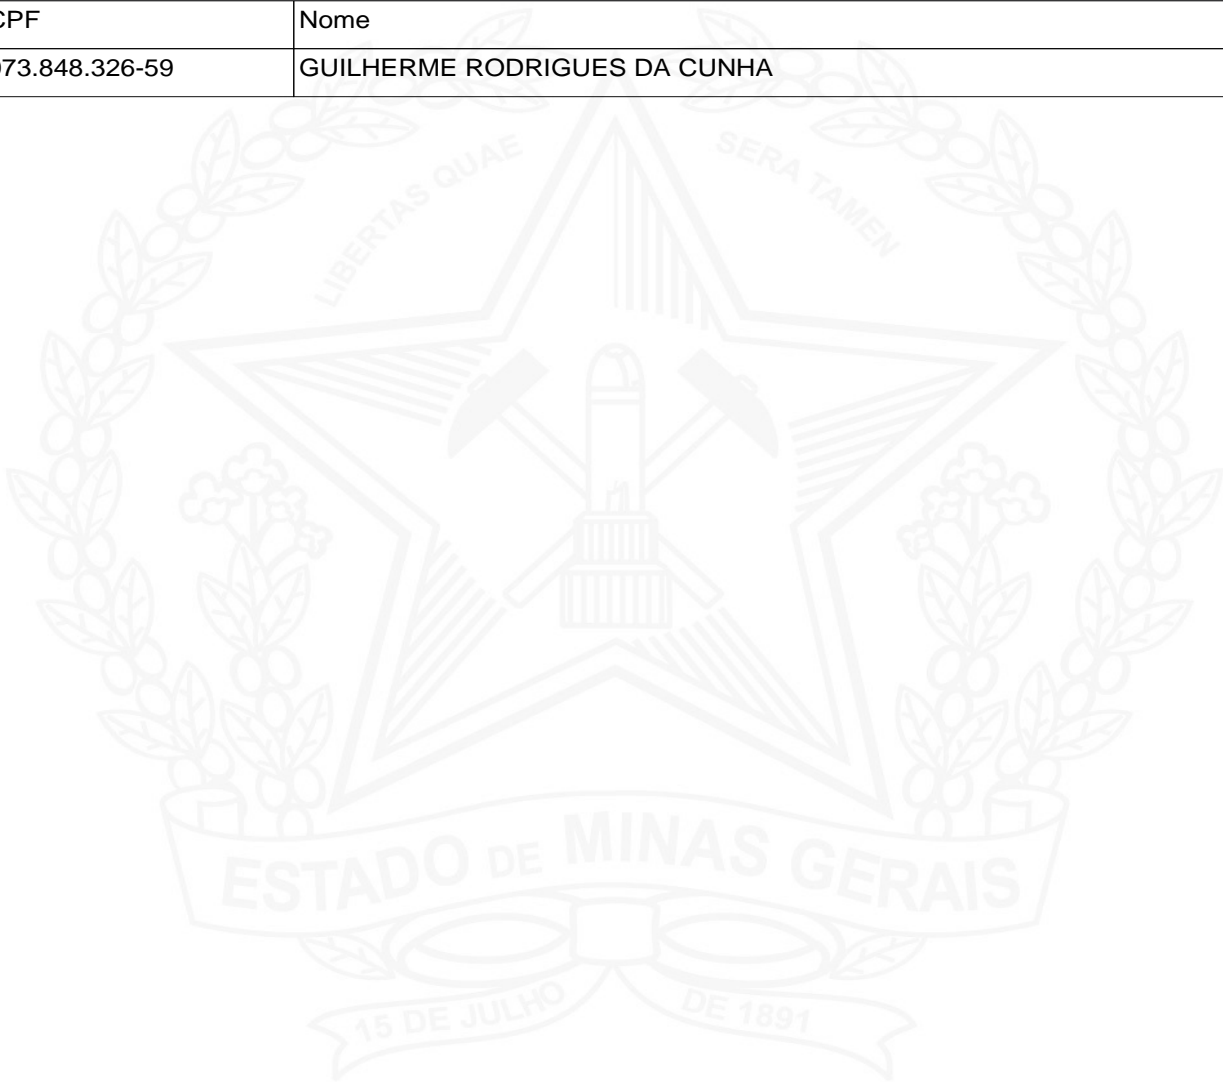 CPF Nome
073.848.326-59 GUILHERME RODRIGUES DA CUNHA
LIBERTAS QUAE SERA TAMEN
ESTADO DE MINAS GERAIS
15 DE JULHO DE 1891